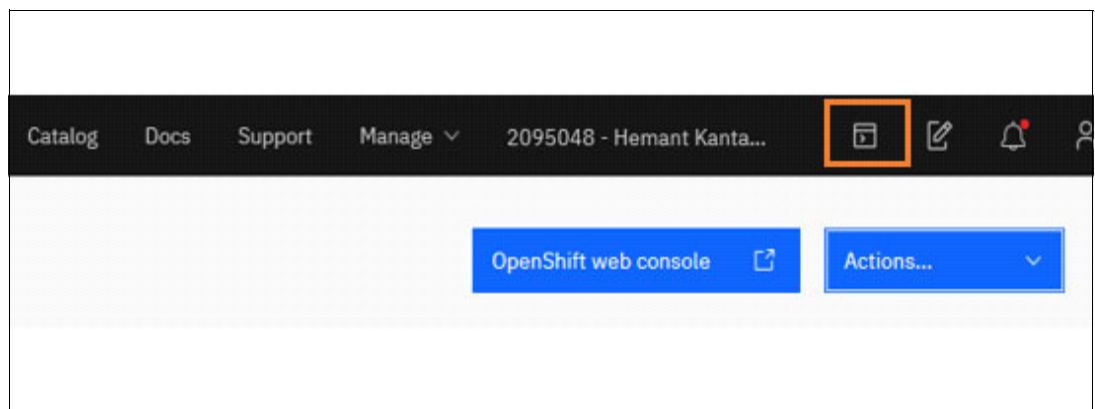 Catalog Docs Support Manage 2095048 - Hemant Kanta...
OpenShift web console Actions...